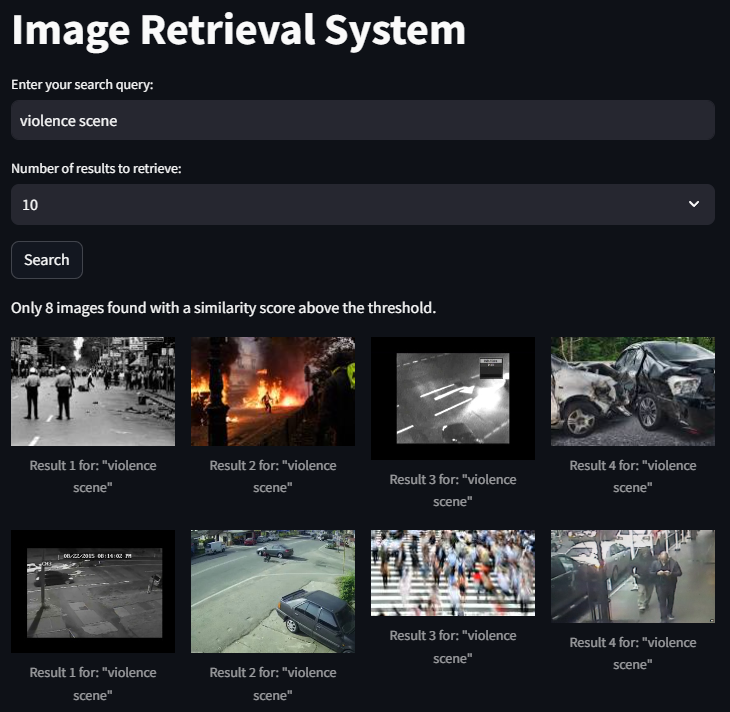 Image Retrieval System
Enter your search query:
violence scene
Number of results to retrieve:
10
Search
Only 8 images found with a similarity score above the threshold.
Result 1 for: "violence
scene"
Result 2 for: "violence
scene"
Result 3 for: "violence
scene"
Result 4 for: "violence
scene"
08/22/2015 08:14:02 PM
Result 1 for: "violence
scene"
Result 2 for: "violence
scene"
Result 3 for: "violence
scene"
Result 4 for: "violence
scene"